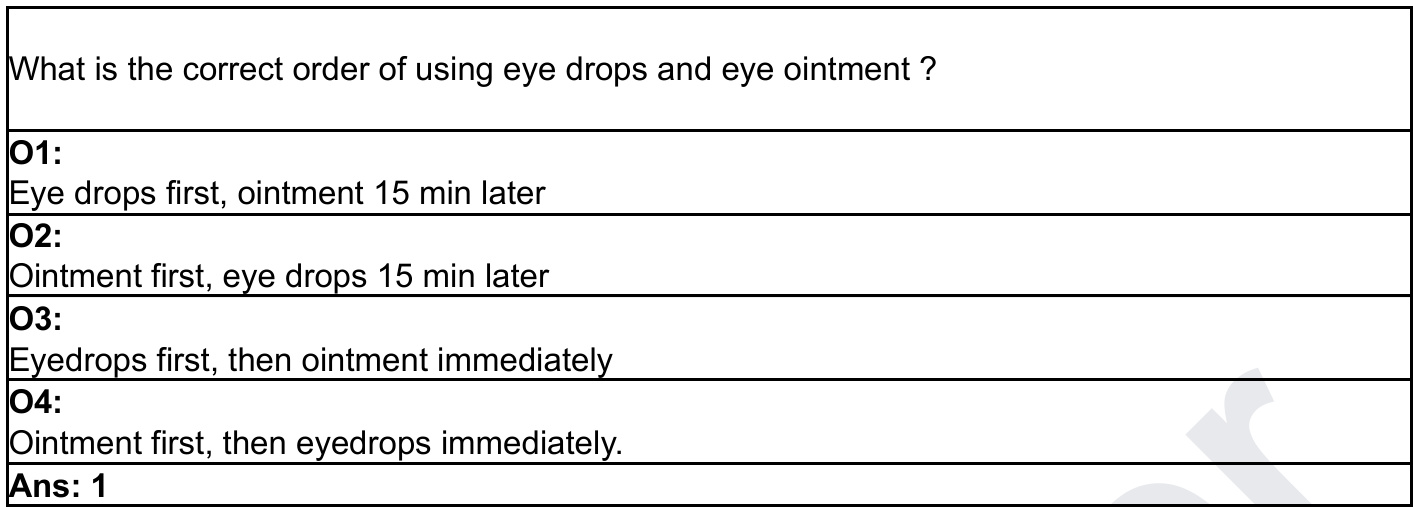 What is the correct order of using eye drops and eye ointment ?
O1:
Eye drops first, ointment 15 min later
O2:
Ointment first, eye drops 15 min later
O3:
Eyedrops first, then ointment immediately
O4:
Ointment first, then eyedrops immediately.
Ans: 1